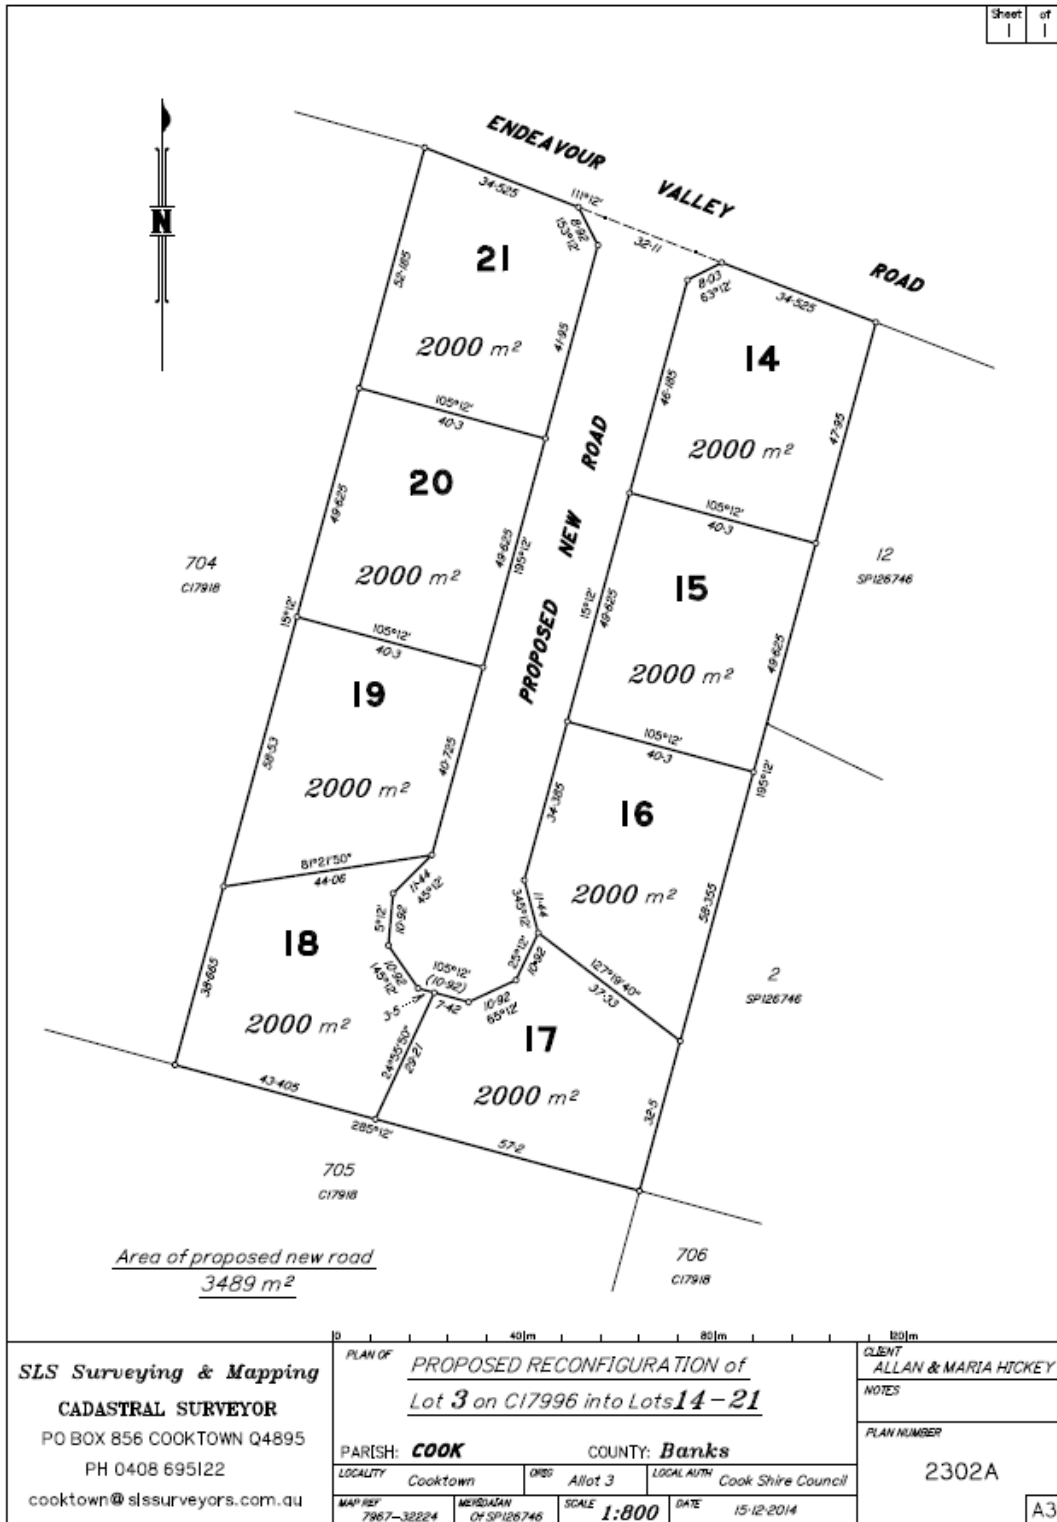 Sheet of
1 1
ENDEAVOUR VALLEY ROAD
N
34·525
111°12'
8·92
153°12'
32·11
8·03
63°12'
34·525
21
52·185
2000 m²
41·95
14
46·185
2000 m²
47·95
105°12'
40·3
PROPOSED NEW ROAD
20
49·625
2000 m²
49·625
195°12'
105°12'
40·3
15
15°12'
49·625
2000 m²
49·625
12
SP126746
704
C17918
15°12'
105°12'
40·3
19
58·53
2000 m²
40·725
105°12'
40·3
195°12'
16
34·385
2000 m²
58·355
81°21'50"
44·06
11·44
45°12'
345°12'
11·44
5°12'
10·92
18
38·665
2000 m²
10·92
145°12'
105°12'
(10·92)
3·5
7·42
25°12'
10·92
10·92
65°12'
127°19'40"
37·33
2
SP126746
17
2000 m²
24°55'50"
29·21
32·5
43·405
285°12'
57·2
705
C17918
706
C17918
Area of proposed new road
3489 m²
0 40|m 80|m 120|m
SLS Surveying & Mapping
CADASTRAL SURVEYOR
PO BOX 856 COOKTOWN Q4895
PH 0408 695122
cooktown@slssurveyors.com.au
PLAN OF PROPOSED RECONFIGURATION of
Lot 3 on C17996 into Lots 14-21
PARISH: COOK COUNTY: Banks
LOCALITY Cooktown ORIG Allot 3 LOCAL AUTH Cook Shire Council
MAP REF 7967-32224 MERIDIAN Of SP126746 SCALE 1:800 DATE 15-12-2014
CLIENT
ALLAN & MARIA HICKEY
NOTES
PLAN NUMBER
2302A
A3